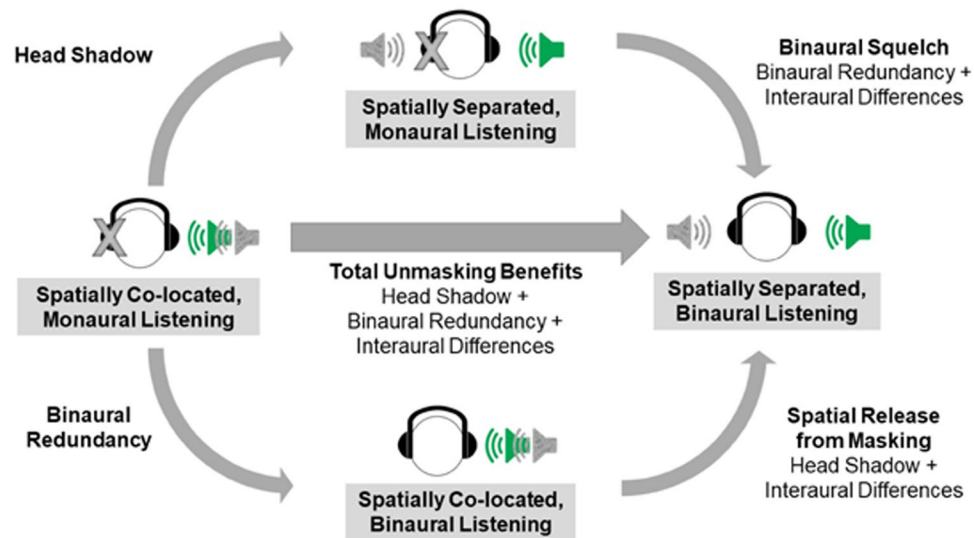 Head Shadow
Spatially Separated,
Monaural Listening
Binaural Squelch
Binaural Redundancy +
Interaural Differences
X
X
Spatially Co-located,
Monaural Listening
Total Unmasking Benefits
Head Shadow +
Binaural Redundancy +
Interaural Differences
Spatially Separated,
Binaural Listening
Binaural
Redundancy
Spatially Co-located,
Binaural Listening
Spatial Release
from Masking
Head Shadow +
Interaural Differences